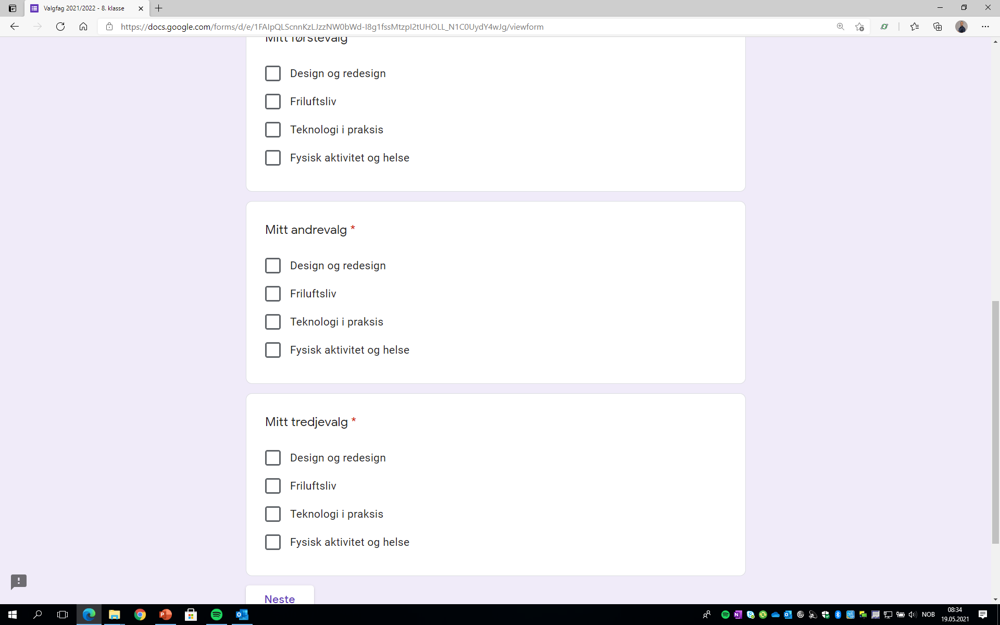 Valgfag 2021/2022 - 8. klasse
https://docs.google.com/forms/d/e/1FAIpQLScnnKzLJzzNW0bWd-I8g1fssMtzpI2tUHOLL_N1C0UydY4wJg/viewform
Mitt førstevalg
Design og redesign
Friluftsliv
Teknologi i praksis
Fysisk aktivitet og helse
Mitt andrevalg *
Design og redesign
Friluftsliv
Teknologi i praksis
Fysisk aktivitet og helse
Mitt tredjevalg *
Design og redesign
Friluftsliv
Teknologi i praksis
Fysisk aktivitet og helse
Neste
NOB
08:34
19.05.2021